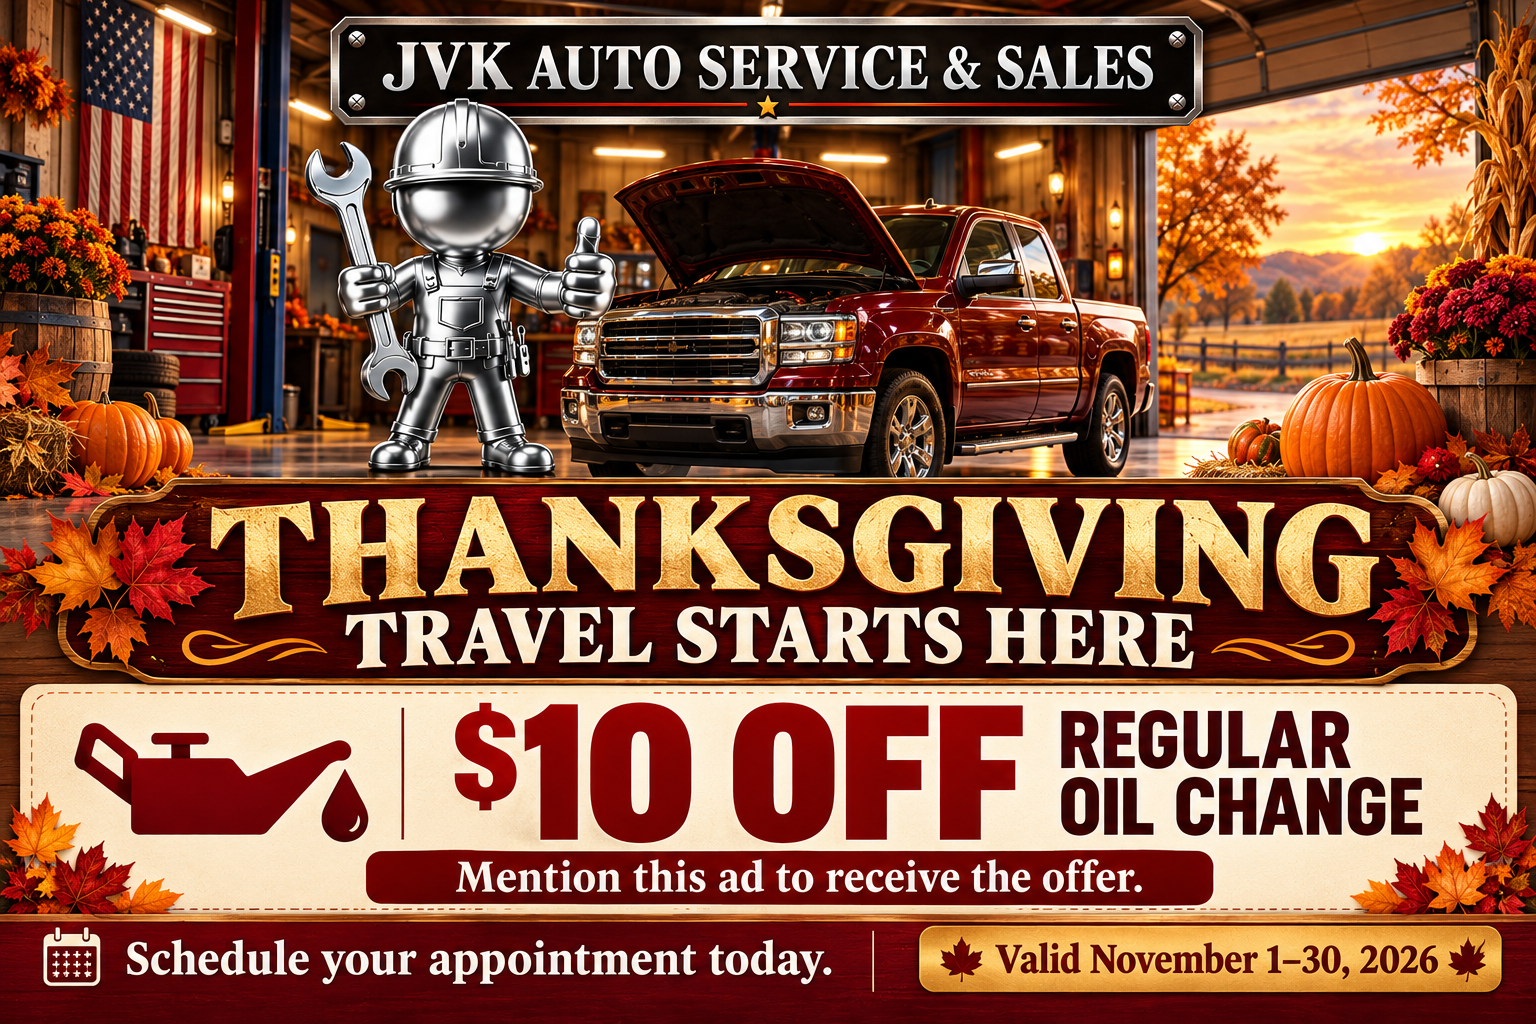 JVK AUTO SERVICE & SALES
THANKSGIVING
TRAVEL STARTS HERE
$10 OFF
REGULAR
OIL CHANGE
Mention this ad to receive the offer.
Schedule your appointment today.
Valid November 1–30, 2026